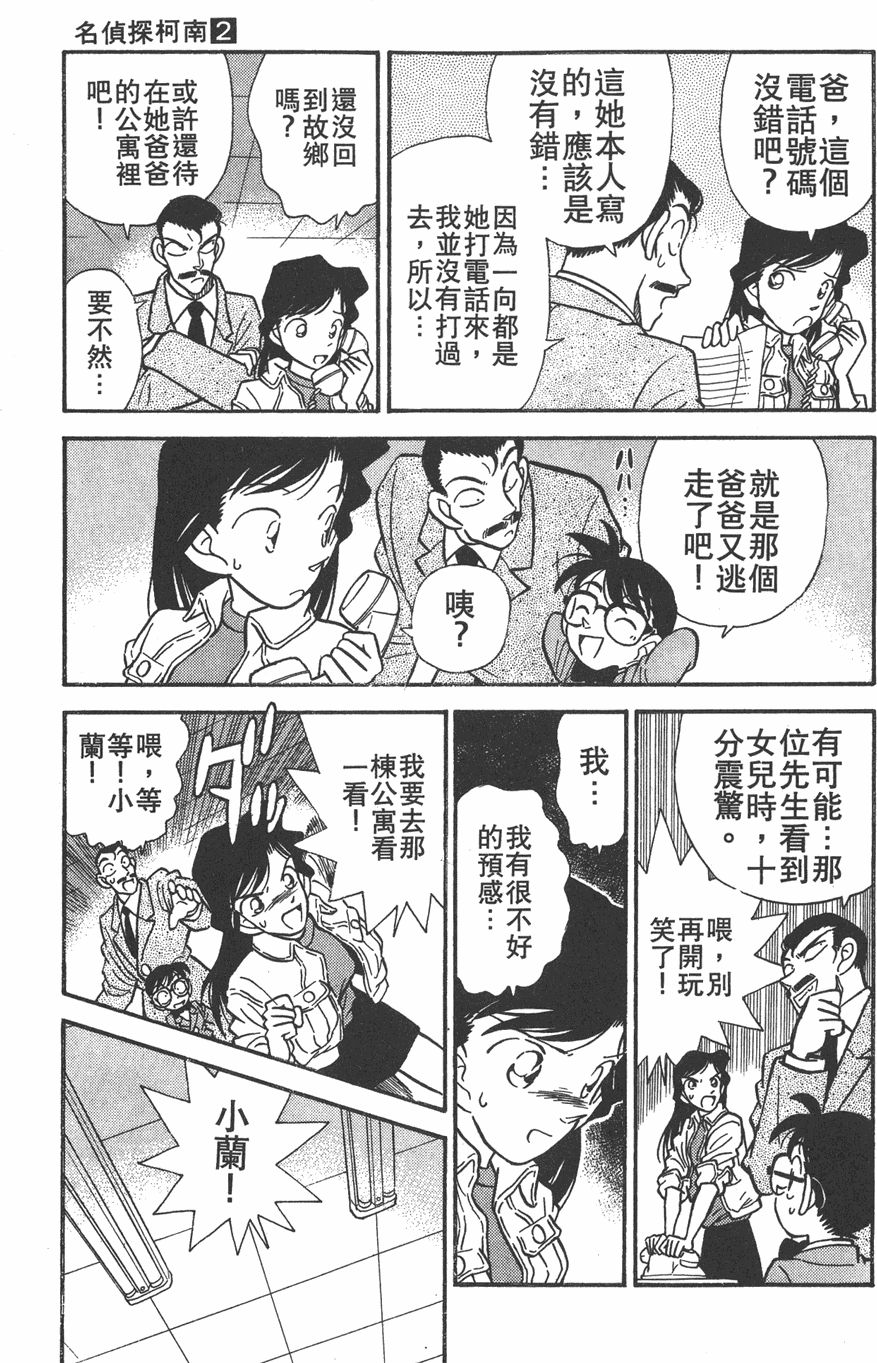 名偵探柯南2
爸，這個
電話號碼
沒錯吧？
這她本人寫
的，應該是
沒有錯…
因為一向都是
她打電話來，
我並沒有打過
去，所以…
還沒回
到故鄉
嗎？
或許還待
在她爸爸
的公寓裡
吧！
要不然…
就是那個
爸爸又逃
走了吧！
ハハ…
咦？
有可能…那
位先生看到
女兒時，十
分震驚。
喂，別
再開玩
笑了！
我…
我有很不好
的預感…
我要去那
棟公寓看
一看！
ダッ
喂，等
等！小
蘭！
小蘭！